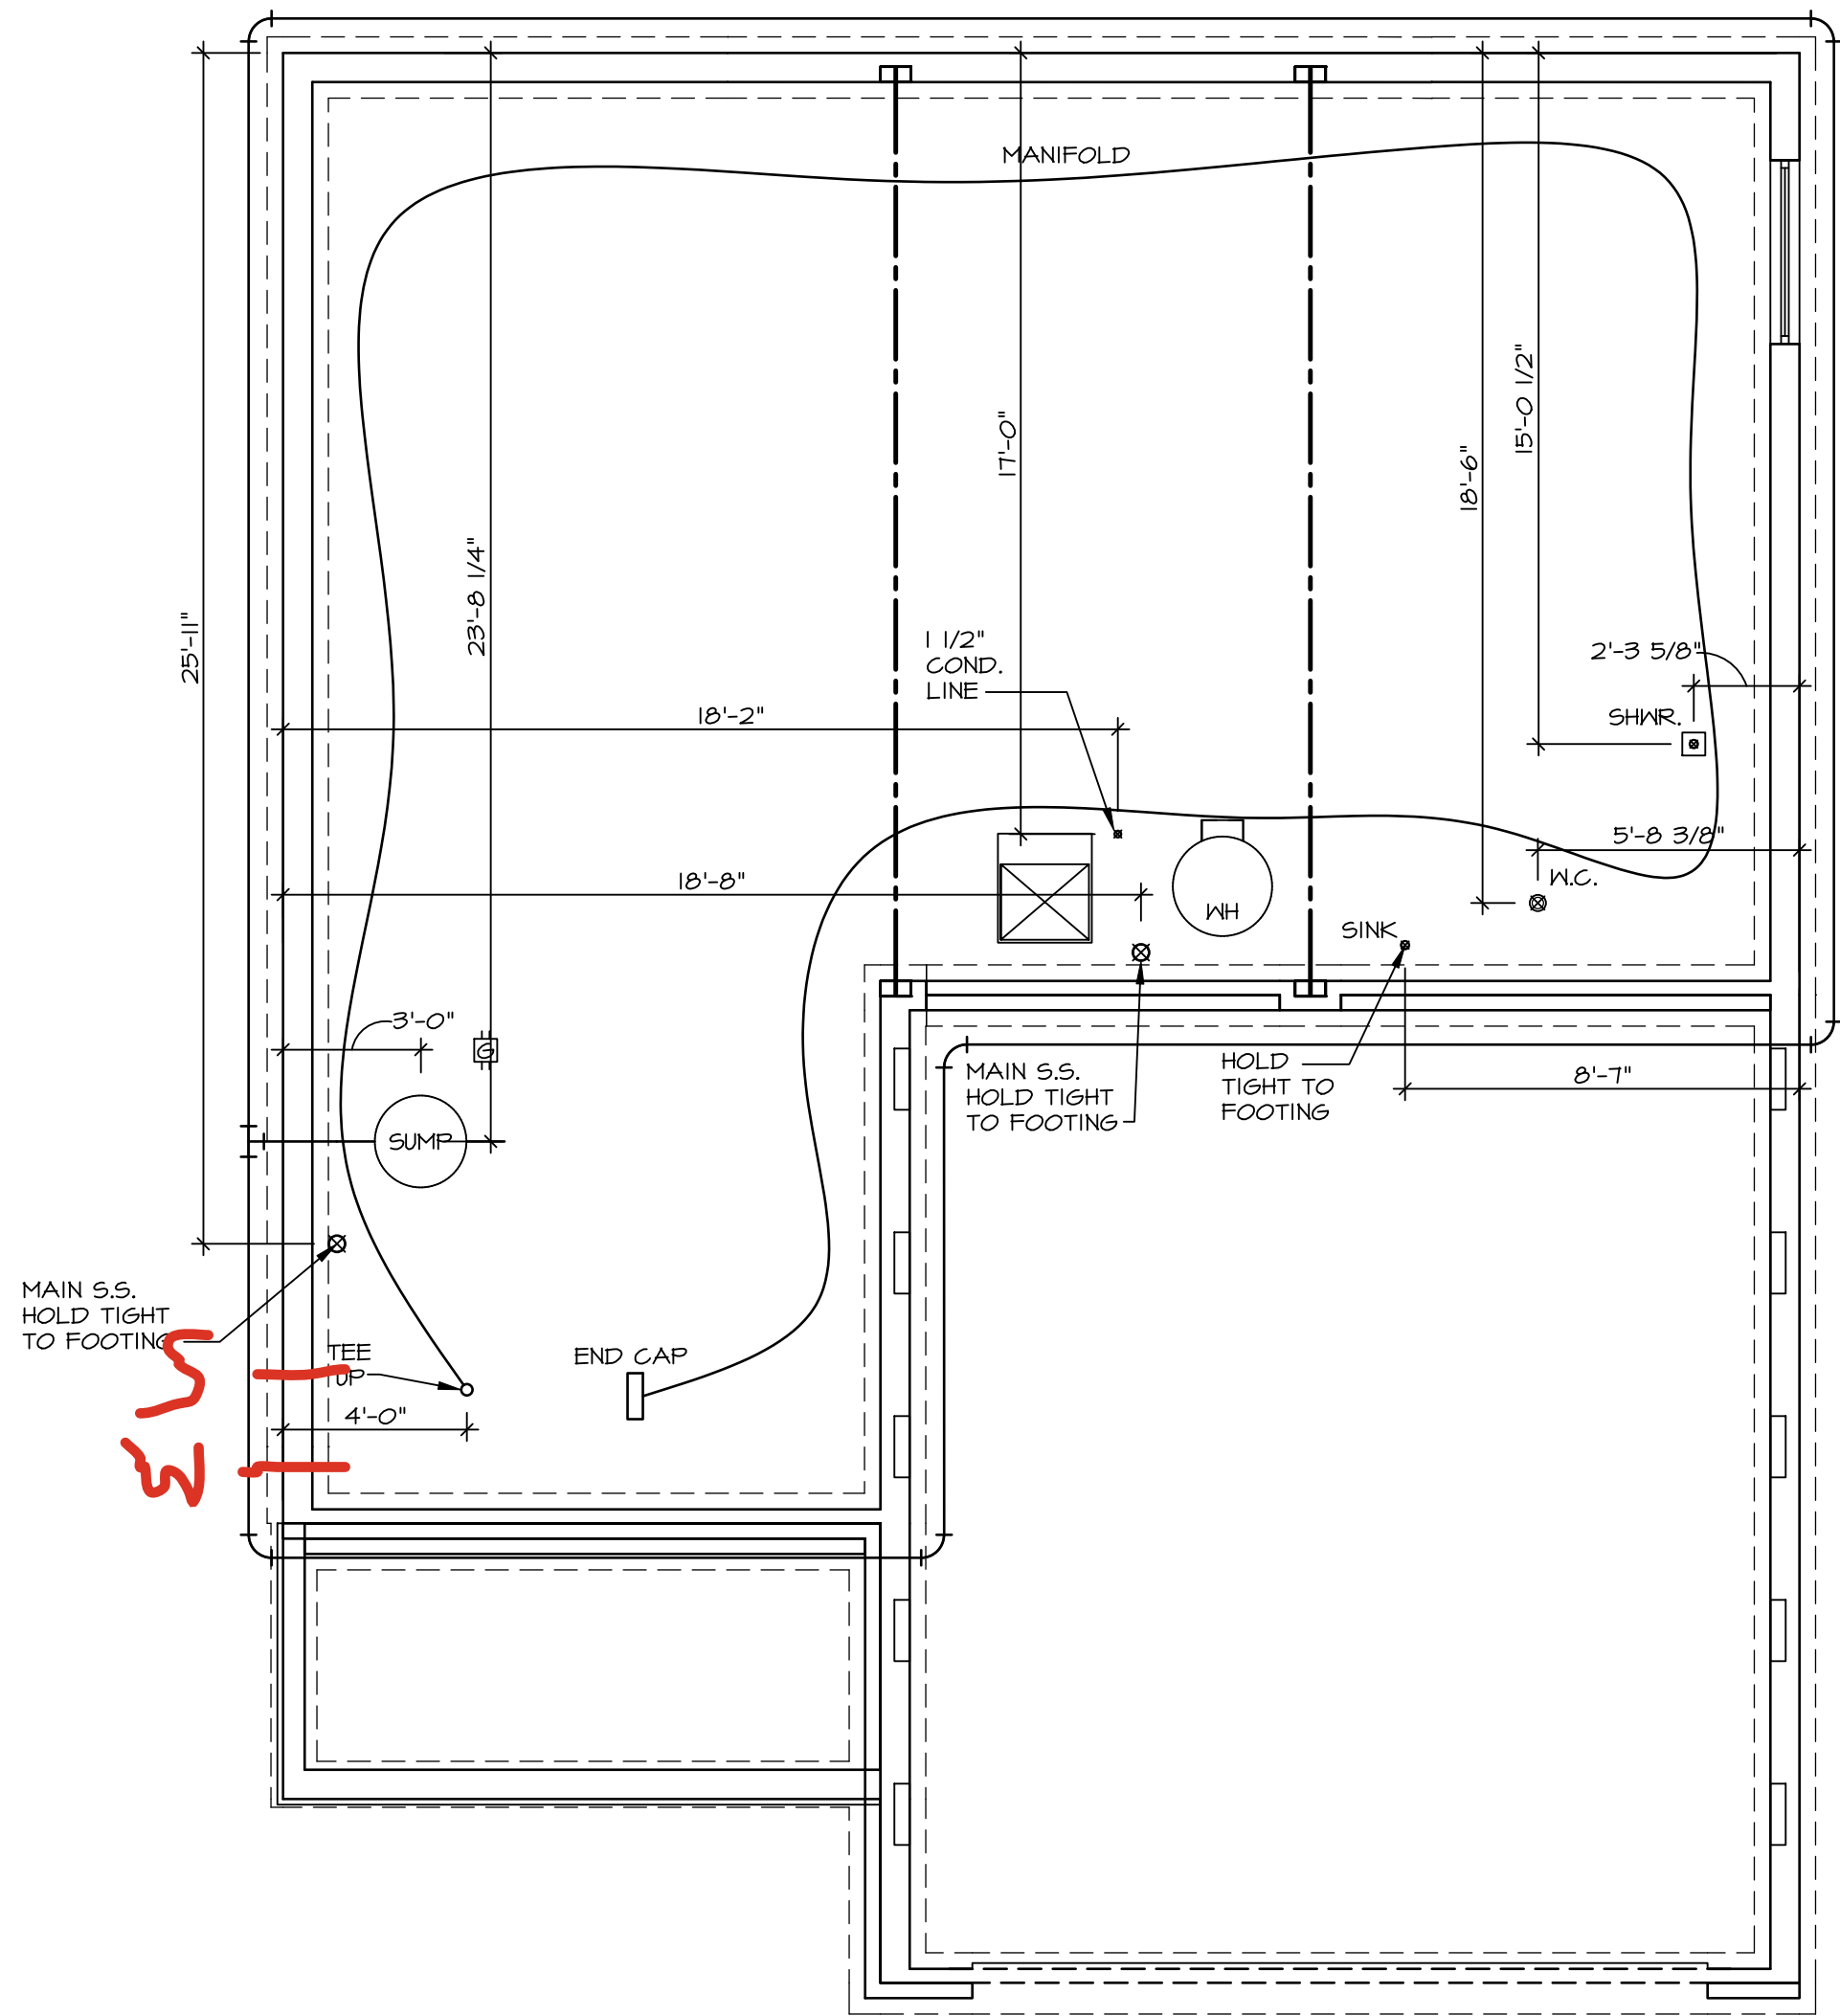 MANIFOLD
25'-11"
23'-8 1/4"
17'-0"
18'-6"
15'-0 1/2"
1 1/2"
COND.
LINE
2'-3 5/8"
SHWR.
18'-2"
5'-8 3/8"
W.C.
18'-8"
WH
SINK
3'-0"
G
SUMP
MAIN S.S.
HOLD TIGHT
TO FOOTING
HOLD
TIGHT TO
FOOTING
8'-7"
MAIN S.S.
HOLD TIGHT
TO FOOTING
TEE
UP
END CAP
4'-0"
S
W